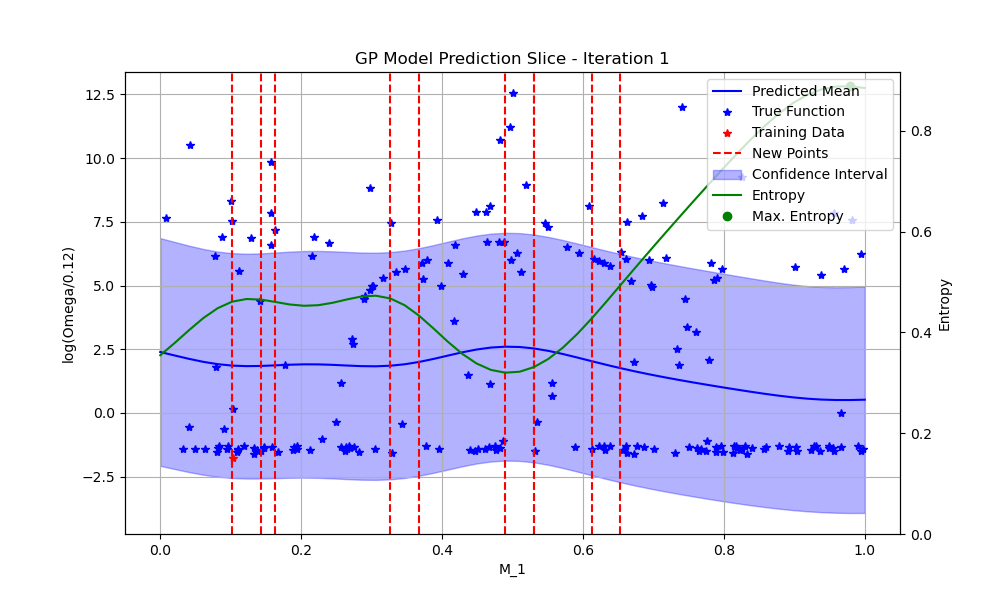 GP Model Prediction Slice - Iteration 1
12.5
10.0
7.5
5.0
2.5
0.0
−2.5
log(Omega/0.12)
0.0
0.2
0.4
0.6
0.8
1.0
M_1
0.8
0.6
0.4
0.2
0.0
Entropy
Predicted Mean
True Function
Training Data
New Points
Confidence Interval
Entropy
Max. Entropy